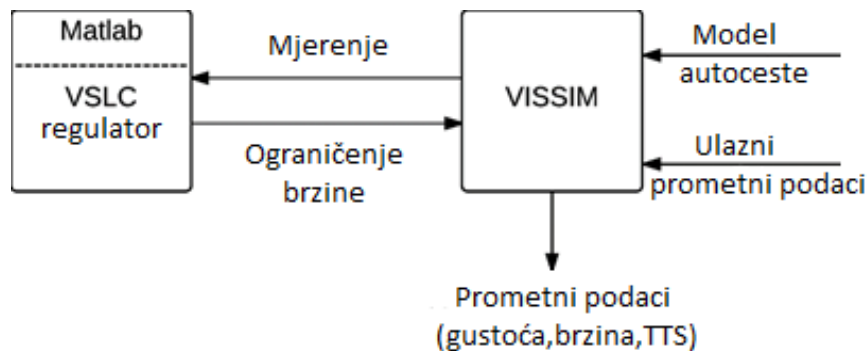 Matlab
VSLC
regulator
Mjerenje
Ograničenje
brzine
VISSIM
Model
autoceste
Ulazni
prometni podaci
Prometni podaci
(gustoća,brzina,TTS)